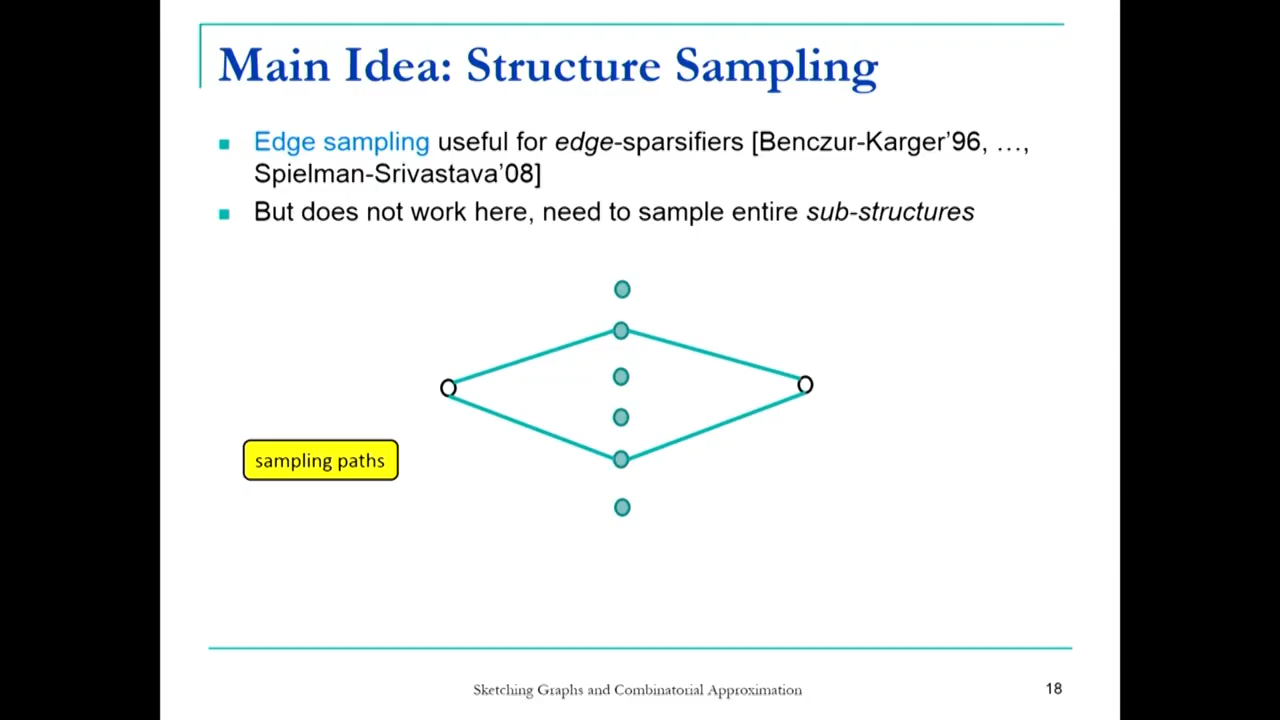 Main Idea: Structure Sampling
▪ Edge sampling useful for edge-sparsifiers [Benczur-Karger’96, …,
Spielman-Srivastava’08]
▪ But does not work here, need to sample entire sub-structures
sampling paths
Sketching Graphs and Combinatorial Approximation
18